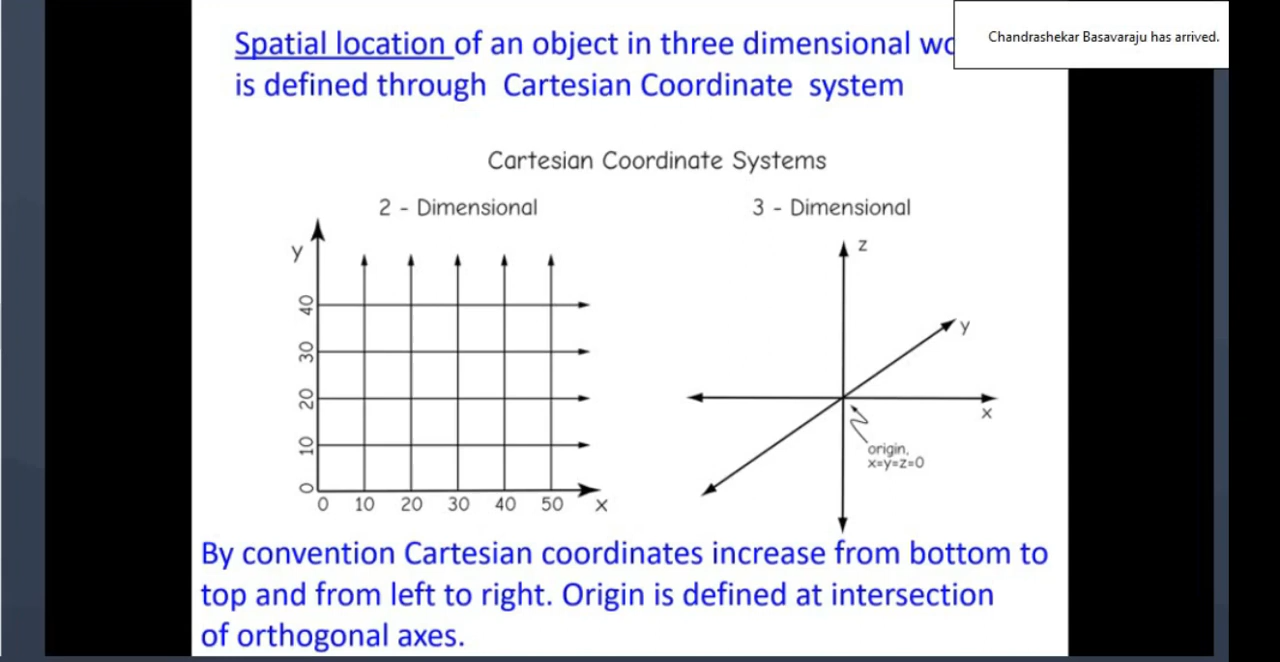 Spatial location of an object in three dimensional
Chandrashekar Basavaraju has arrived.
is defined through Cartesian Coordinate system
Cartesian Coordinate Systems
2 - Dimensional
3 - Dimensional
y
40
30
20
10
0
0 10 20 30 40 50 x
z
y
x
origin,
x=y=z=0
By convention Cartesian coordinates increase from bottom to
top and from left to right. Origin is defined at intersection
of orthogonal axes.